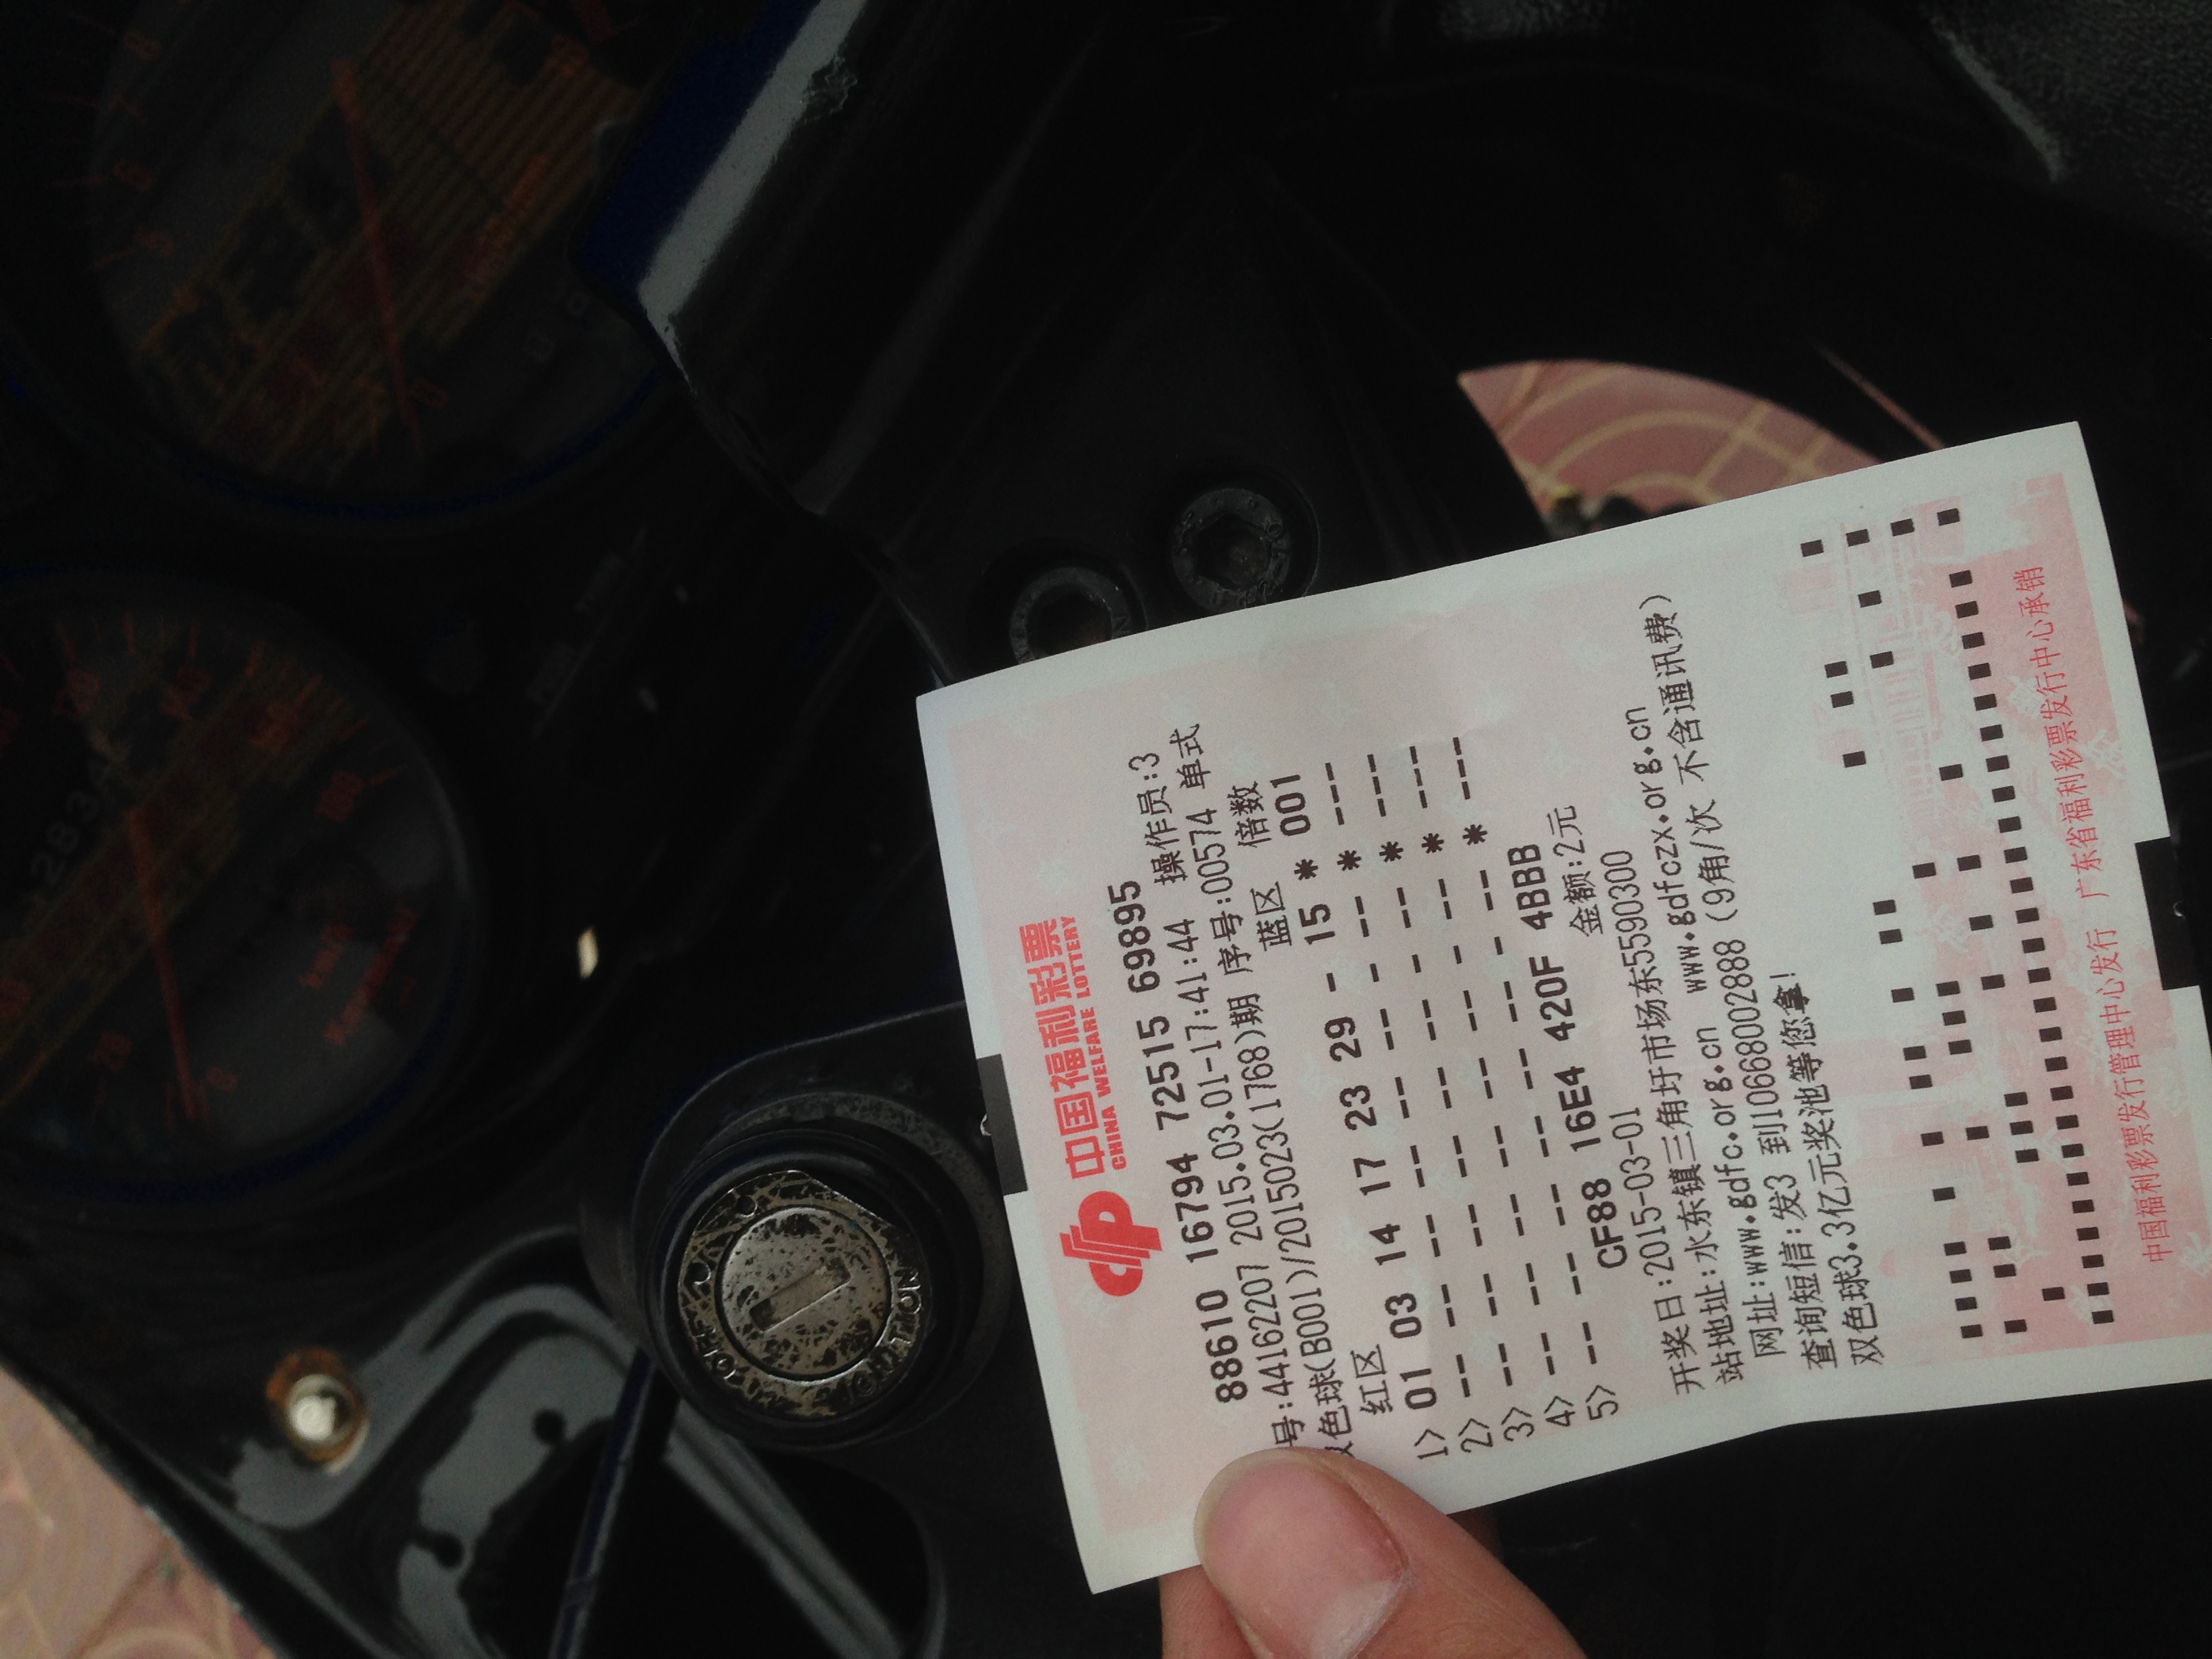 中国福利彩票
CHINA WELFARE LOTTERY
88610 16794 72515 69895
号:44162207 2015.03.01-17:41:44 操作员:3
色球(B001)/2015023(1768)期 序号:00574 单式
红区 蓝区 倍数
1> 01 03 14 17 23 29 - 15 * 001
2> -- -- -- -- -- -- - -- * ---
3> -- -- -- -- -- -- - -- * ---
4> -- -- -- -- -- -- - -- * ---
5> -- -- -- -- -- -- - -- * ---
CF88 16E4 420F 4BBB
开奖日:2015-03-01 金额:2元
站地址:水东镇三角圩市场东5590300
网址:www.gdfc.org.cn www.gdfczx.org.cn
查询短信:发3 到10668002888 (9角/次 不含通讯费)
双色球3.3亿元奖池等您拿!
中国福利彩票发行管理中心发行 广东省福利彩票发行中心承销
OFF
IGNITION